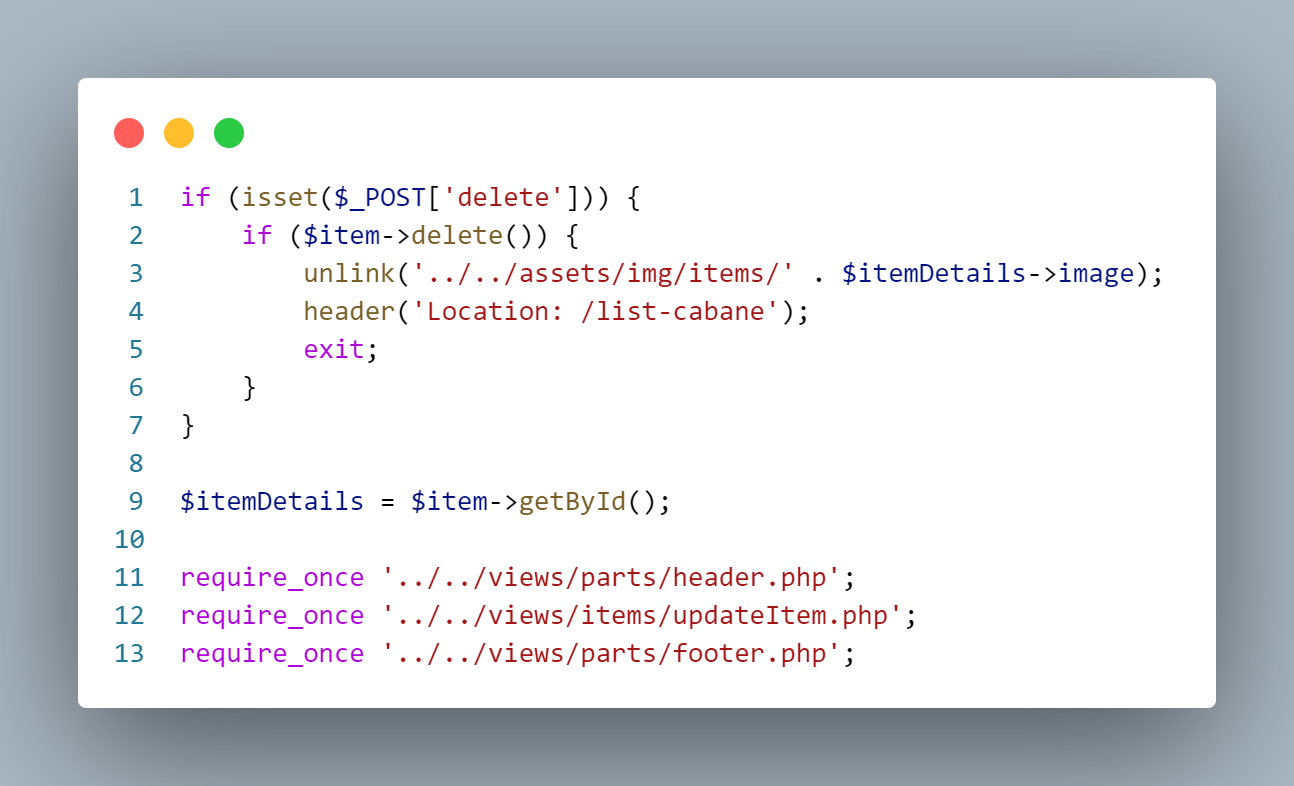 1 if (isset($_POST['delete'])) {
2     if ($item->delete()) {
3         unlink('../../assets/img/items/' . $itemDetails->image);
4         header('Location: /list-cabane');
5         exit;
6     }
7 }
8
9 $itemDetails = $item->getById();
10
11 require_once '../../views/parts/header.php';
12 require_once '../../views/items/updateItem.php';
13 require_once '../../views/parts/footer.php';